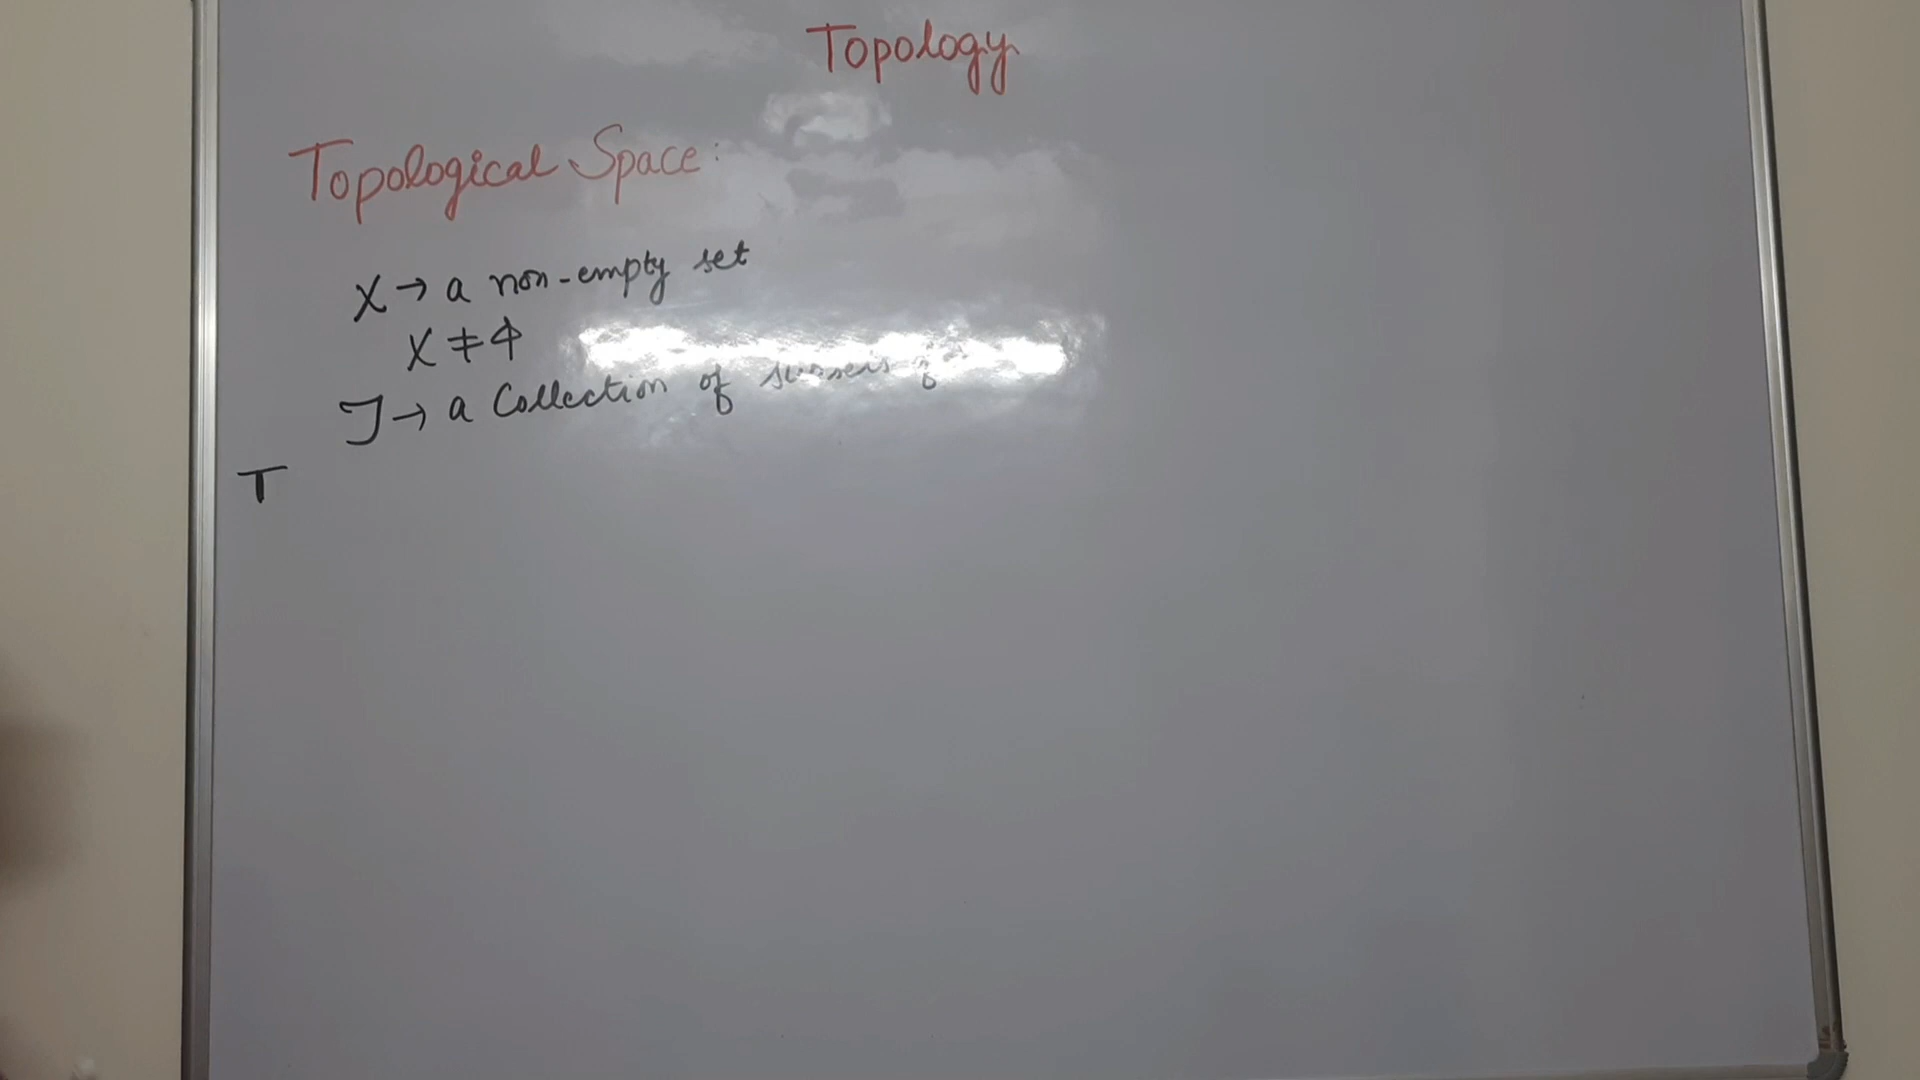 Topology
Topological Space:
X → a non-empty set
X ≠ ϕ
J → a Collection of subsets of
T